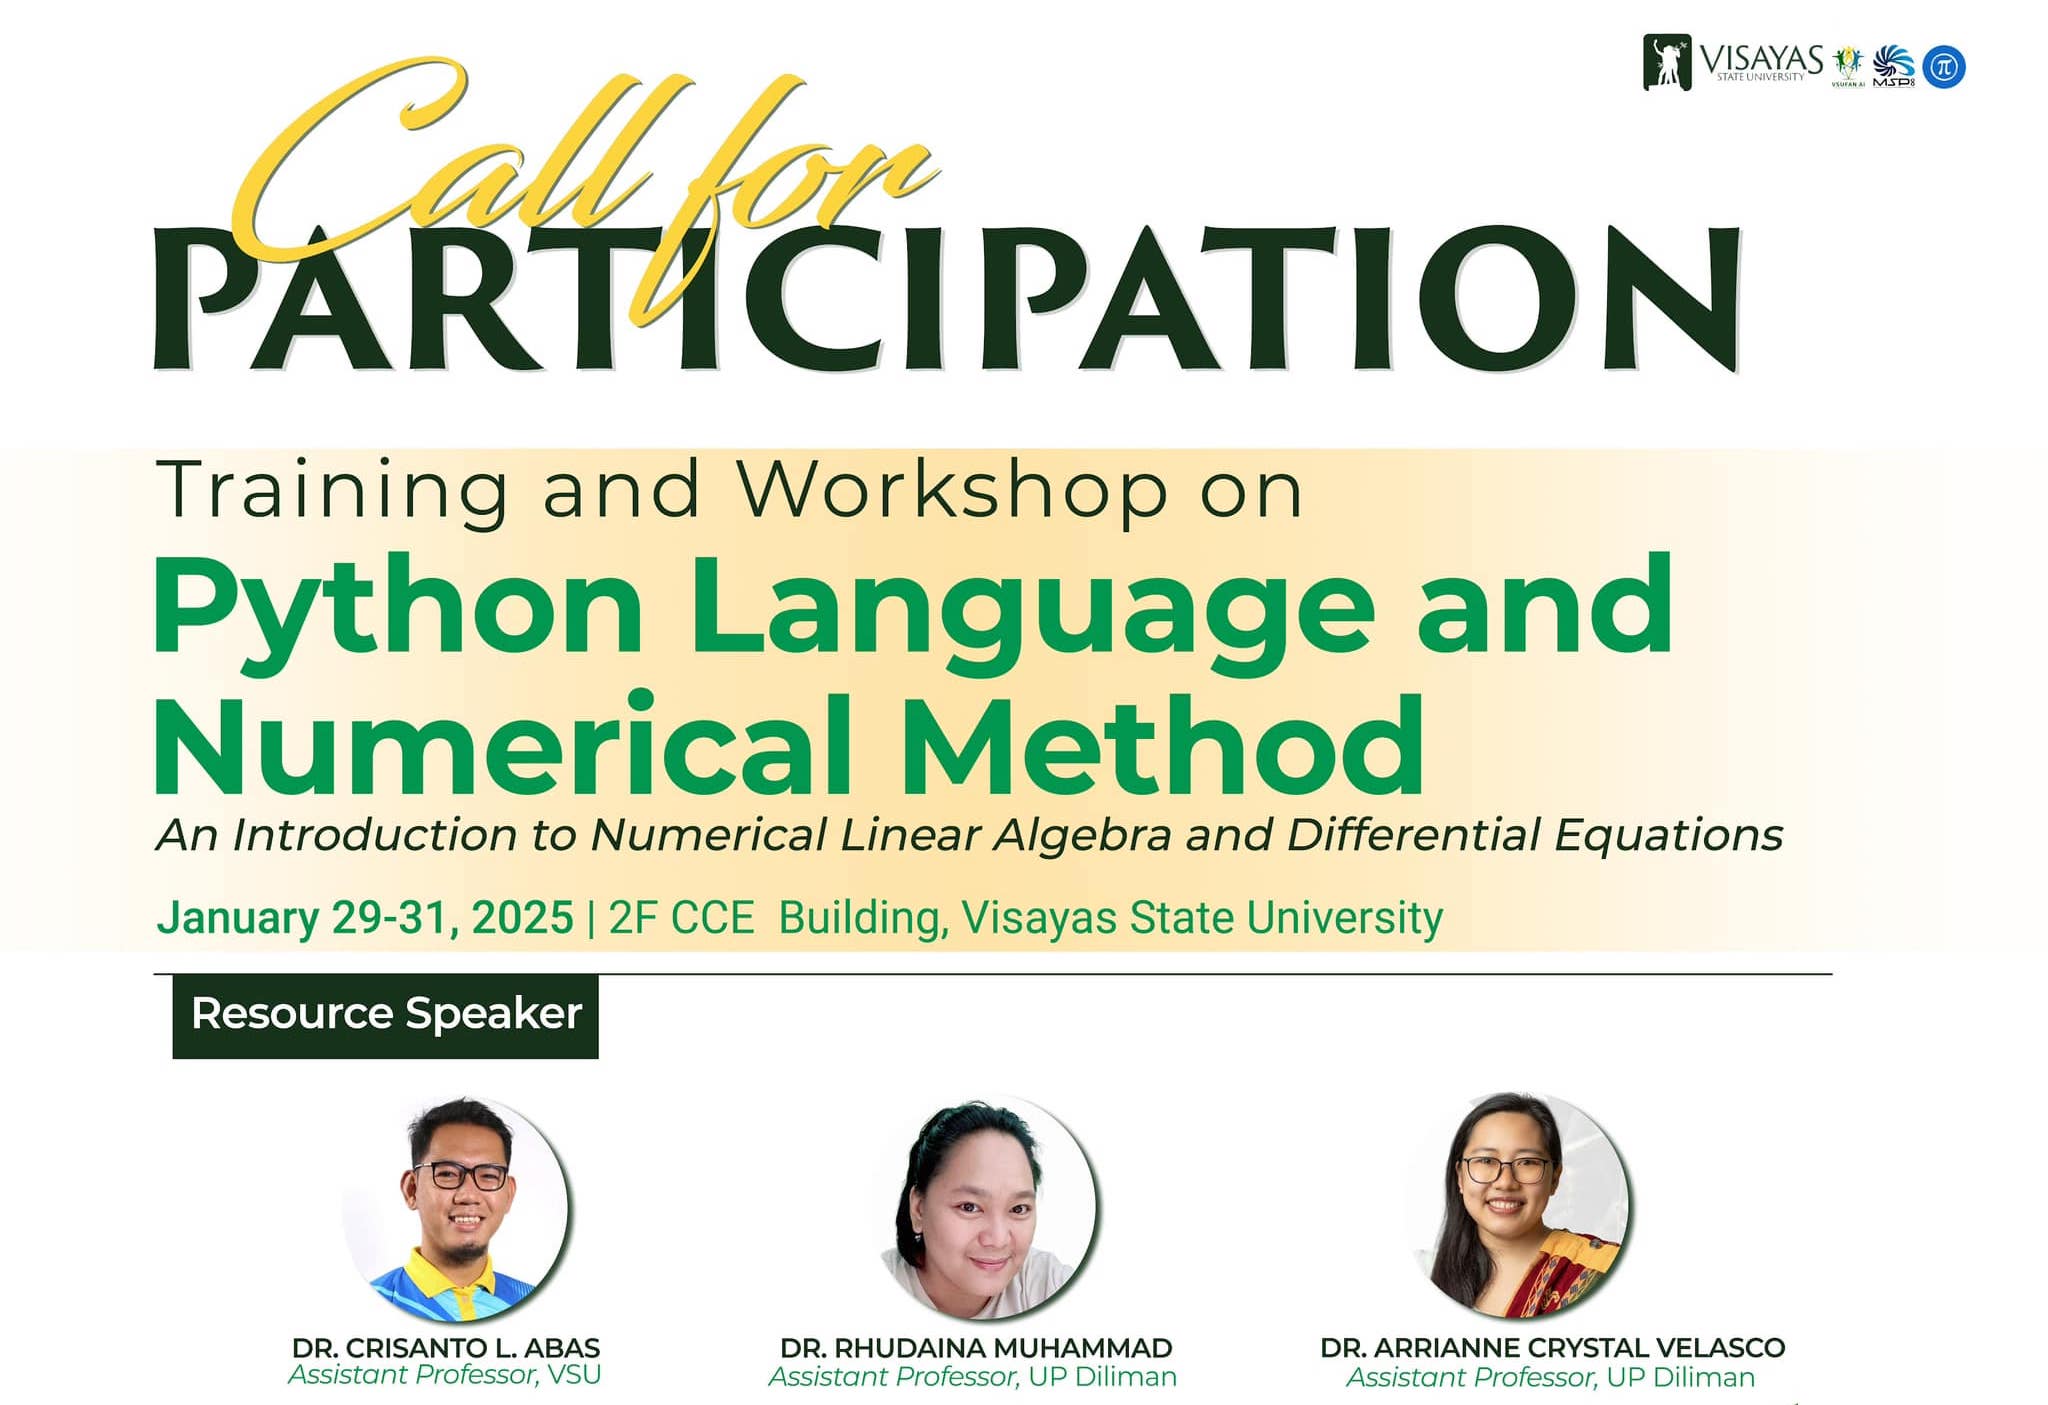 VISAYAS
STATE UNIVERSITY
VSUFAN AI
MSP8
π
Call for
PARTICIPATION
Training and Workshop on
Python Language and
Numerical Method
An Introduction to Numerical Linear Algebra and Differential Equations
January 29-31, 2025 | 2F CCE Building, Visayas State University
Resource Speaker
DR. CRISANTO L. ABAS
Assistant Professor, VSU
DR. RHUDAINA MUHAMMAD
Assistant Professor, UP Diliman
DR. ARRIANNE CRYSTAL VELASCO
Assistant Professor, UP Diliman